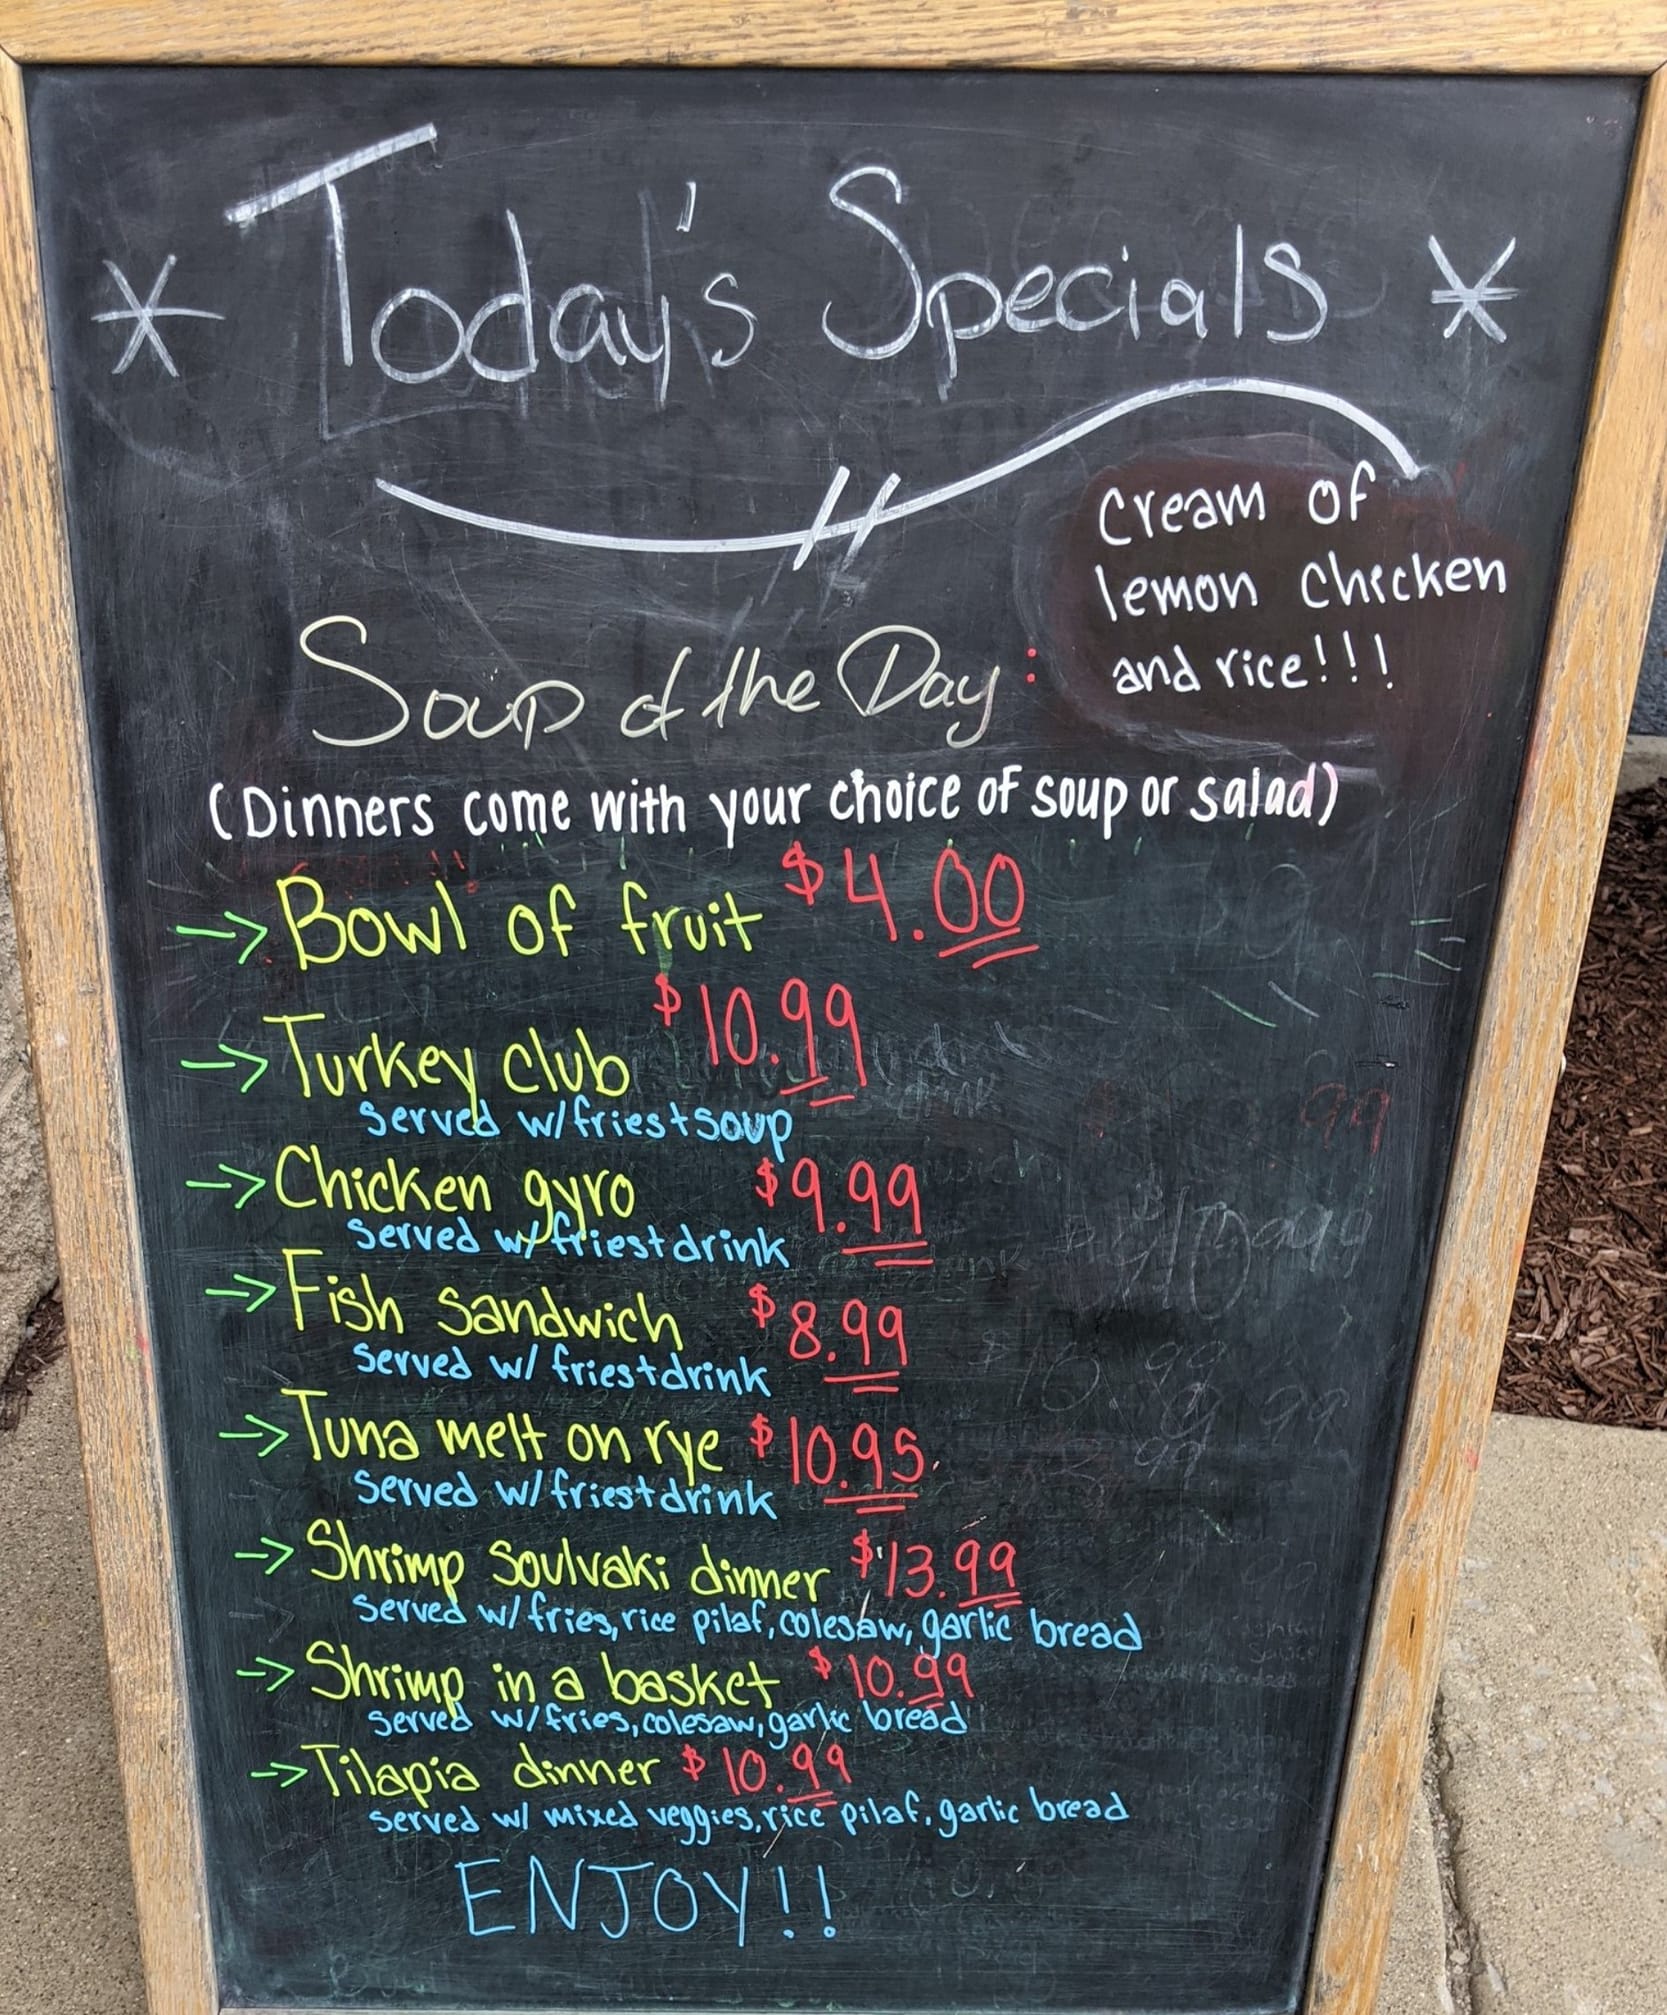 * Today's Specials *
Soup of the Day:
Cream of
lemon chicken
and rice!!!
(Dinners come with your choice of soup or salad)
-> Bowl of fruit $4.00
-> Turkey club $10.99
served w/fries+soup
-> Chicken gyro $9.99
served w/fries+drink
-> Fish sandwich $8.99
served w/ fries+drink
-> Tuna melt on rye $10.95
served w/fries+drink
-> Shrimp soulvaki dinner $13.99
served w/fries, rice pilaf, colesaw, garlic bread
-> Shrimp in a basket $10.99
served w/fries, colesaw, garlic bread
-> Tilapia dinner $10.99
served w/ mixed veggies, rice pilaf, garlic bread
ENJOY!!